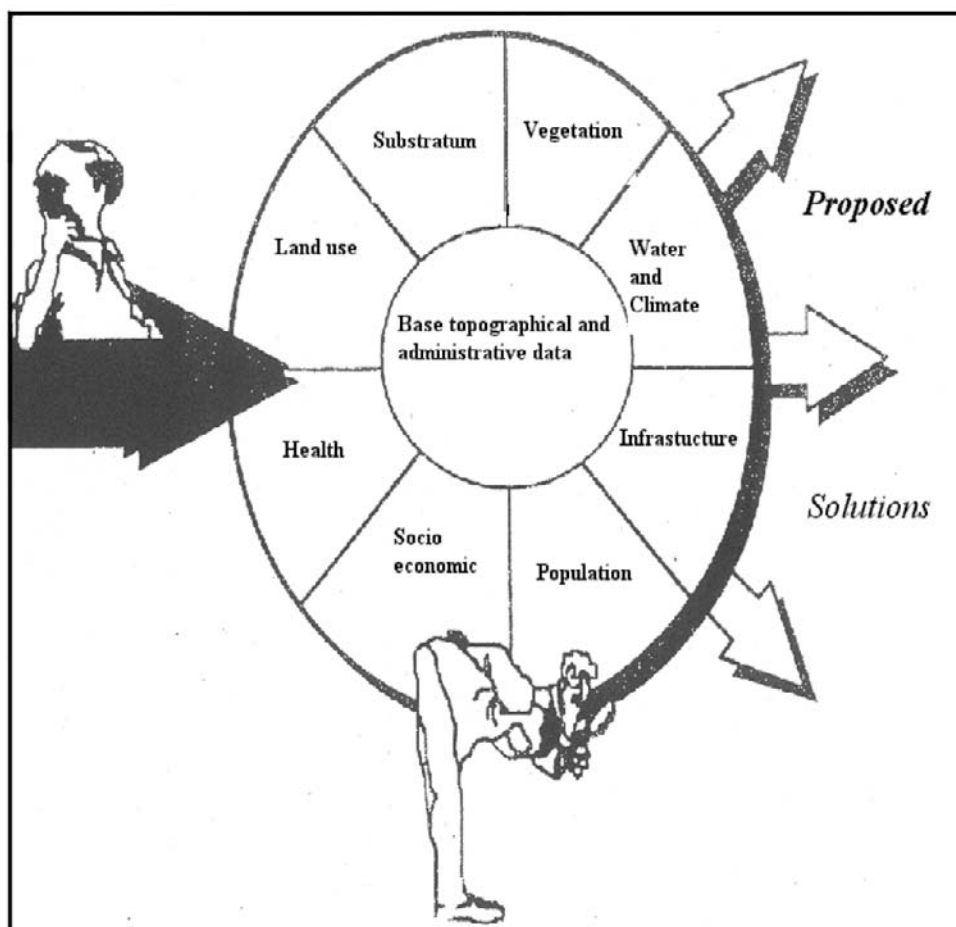 Substratum
Vegetation
Proposed
Land use
Water
and
Climate
Base topographical and
administrative data
Health
Infrastucture
Solutions
Socio
economic
Population